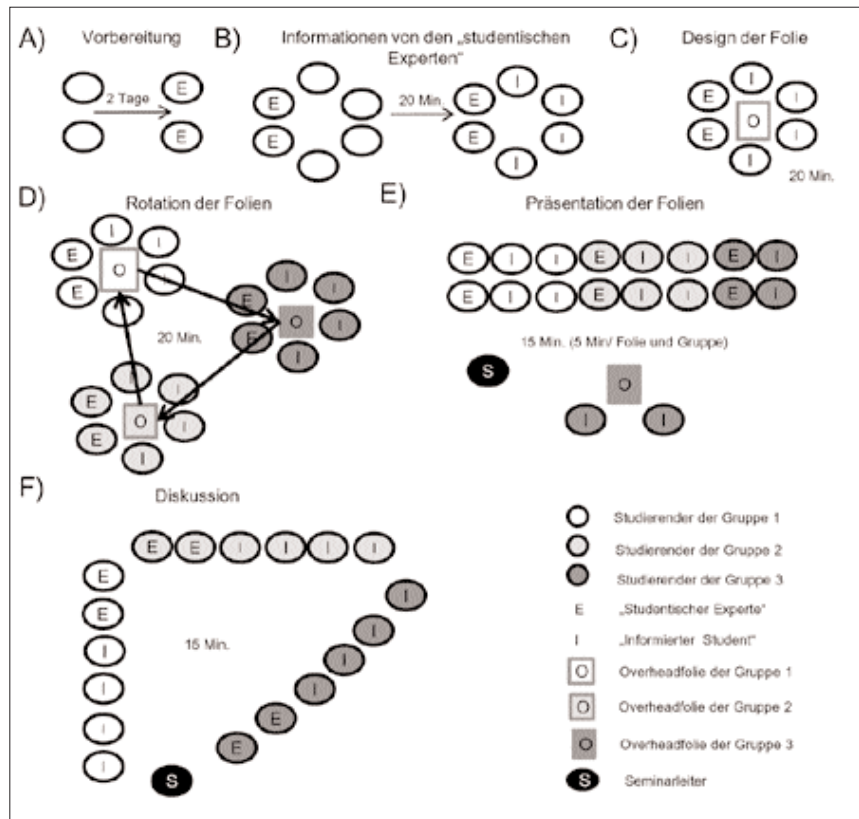 A) Vorbereitung
2 Tage
E
E
B) Informationen von den „studentischen
Experten“
E
E
20 Min.
E I I
E I I
C) Design der Folie
E I I
O
E I I
20 Min.
D) Rotation der Folien
E I I
E O I
20 Min.
E I I I
E O I I
E I I
E O I I
E) Präsentation der Folien
E I I E I I E I
E I I E I I E I
15 Min. (5 Min/ Folie und Gruppe)
S
O
I I
F) Diskussion
E E I I I I
E
E
I
I
I
I
15 Min.
I
I
I
I
E
E
S
Studierender der Gruppe 1
Studierender der Gruppe 2
Studierender der Gruppe 3
E „Studentischer Experte“
I „Informierter Student“
O Overheadfolie der Gruppe 1
O Overheadfolie der Gruppe 2
O Overheadfolie der Gruppe 3
S Seminarleiter